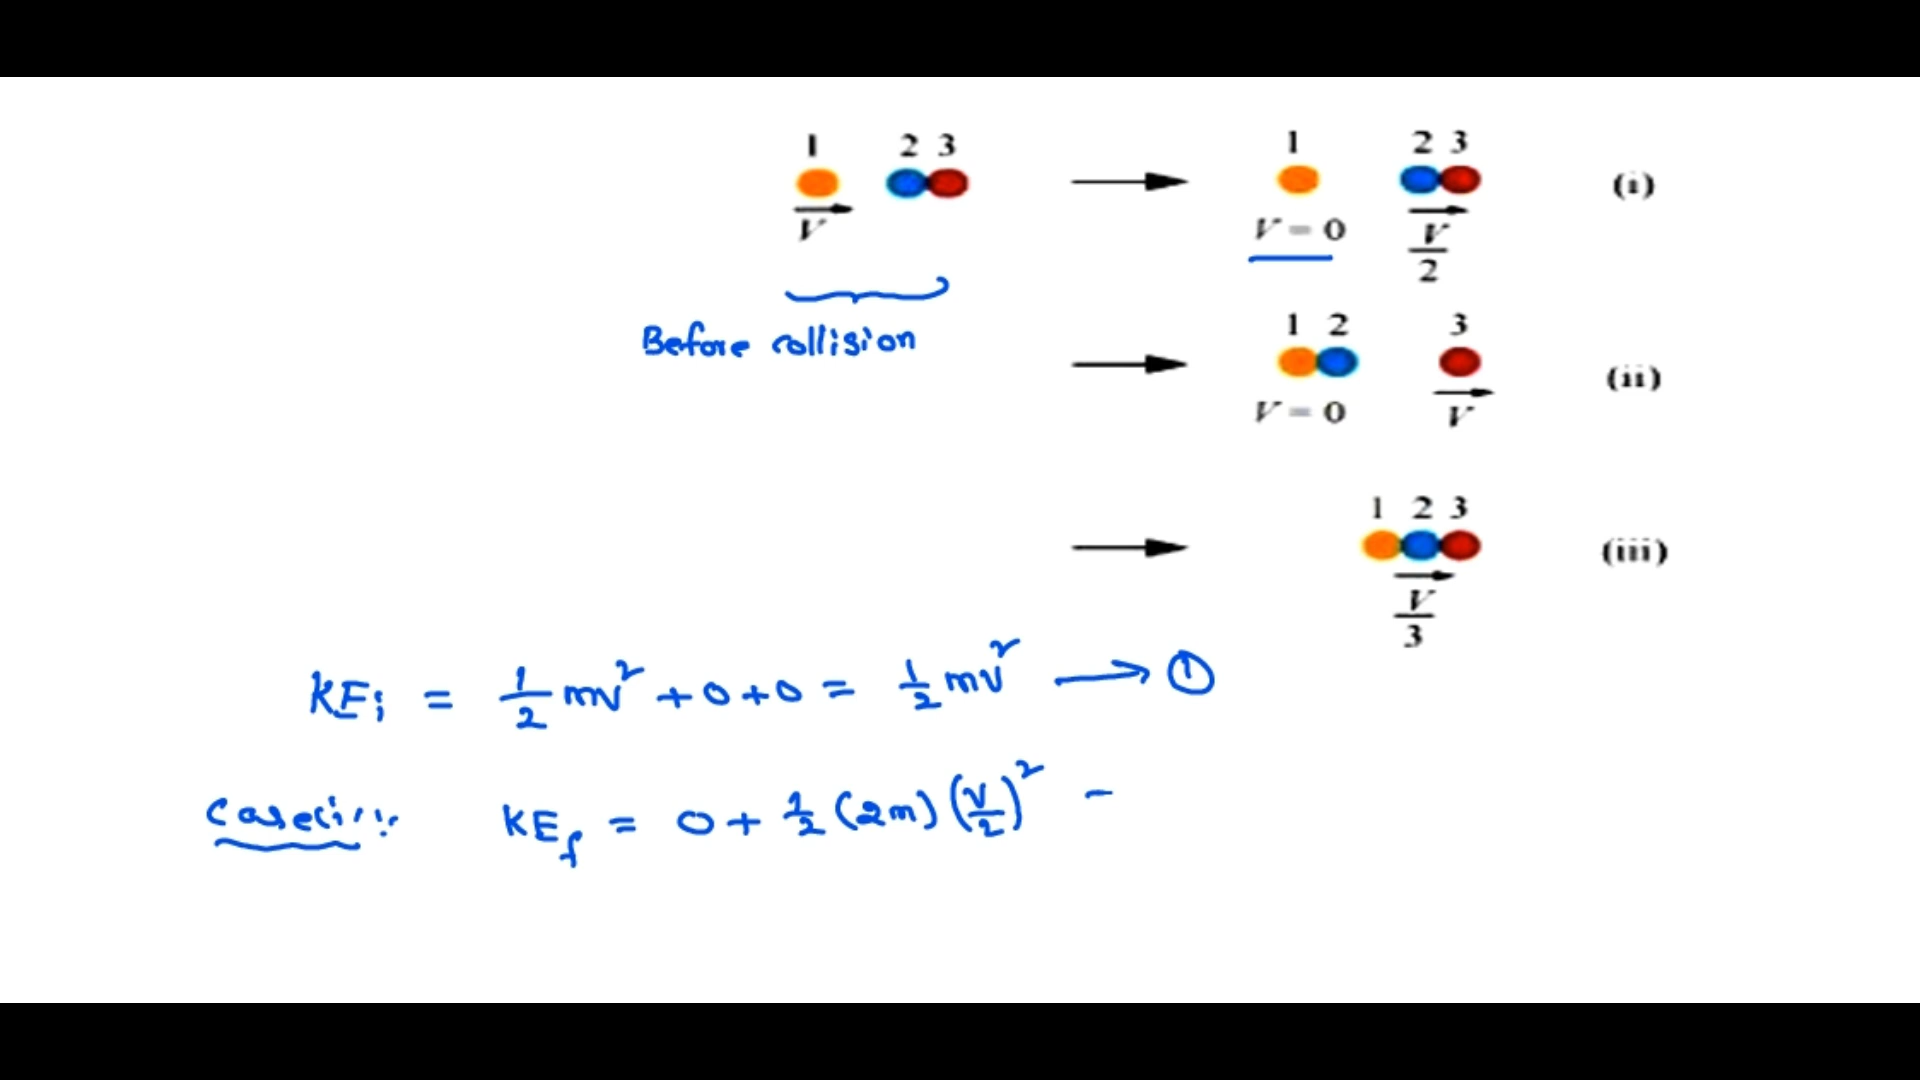 1 2 3 1 2 3
V V = 0 V/2 (i)
Before collision
1 2 3
V = 0 V (ii)
1 2 3
V/3 (iii)
KEi = 1/2 mv² + 0 + 0 = 1/2 mv² → ①
Case(i):: KEf = 0 + 1/2 (2m) (V/2)² -